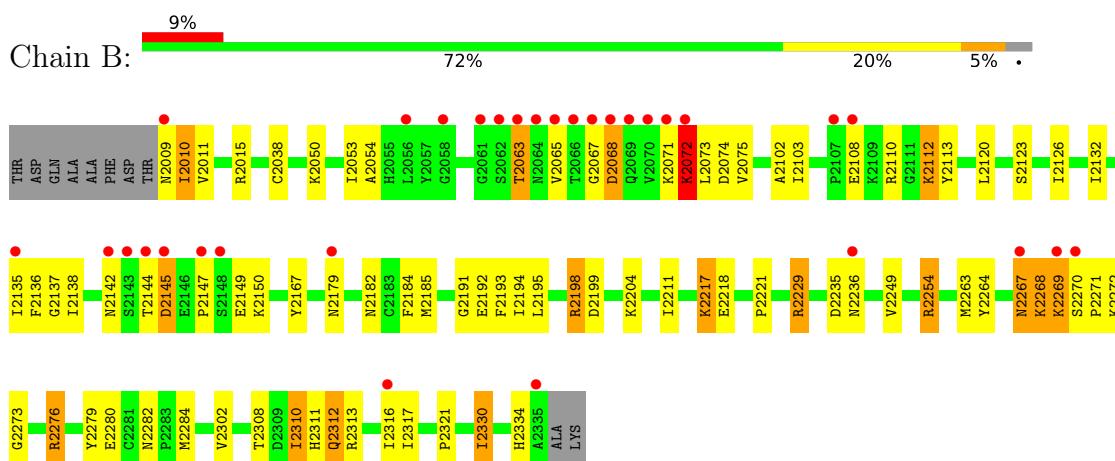 9%
Chain B:
72% 20% 5% •
THR ASP GLN ALA ALA PHE ASP THR N2009 I2010 V2011 R2015 C2038 K2050 I2053 A2054 H2055 L2056 Y2057 G2058 G2061 S2062 T2063 N2064 V2065 T2066 G2067 D2068 Q2069 V2070 K2071 K2072 L2073 D2074 V2075 A2102 I2103 P2107 E2108 K2109 R2110 G2111 K2112 Y2113 L2120 S2123 I2126 I2132
I2135 F2136 G2137 I2138 N2142 S2143 T2144 D2145 E2146 P2147 S2148 E2149 K2150 Y2167 N2179 N2182 C2183 F2184 M2185 G2191 E2192 F2193 I2194 L2195 R2198 D2199 K2204 I2211 K2217 E2218 P2221 R2229 D2235 N2236 V2249 R2254 M2263 Y2264 N2267 K2268 K2269 S2270 P2271 K2272
G2273 R2276 Y2279 E2280 C2281 N2282 P2283 M2284 V2302 T2308 D2309 I2310 H2311 Q2312 R2313 I2316 I2317 P2321 I2330 H2334 A2335 ALA LYS